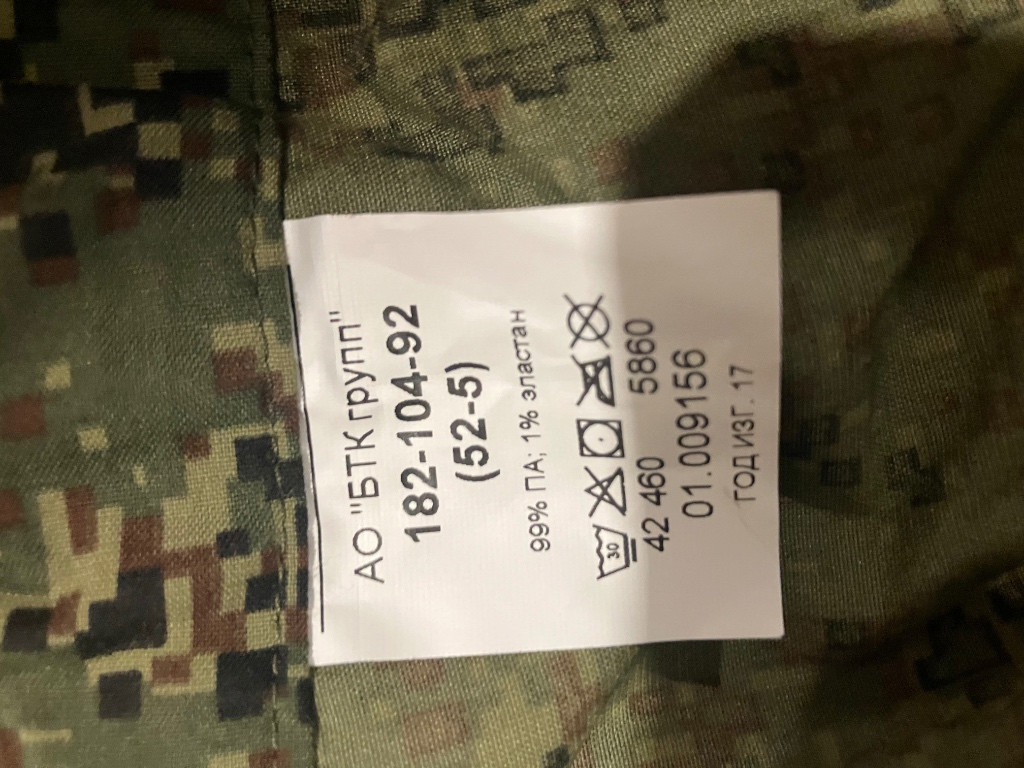 АО "БТК групп"
182-104-92
(52-5)
99% ПА; 1% эластан
30
42 460 5860
01.009156
ГОД ИЗГ. 17